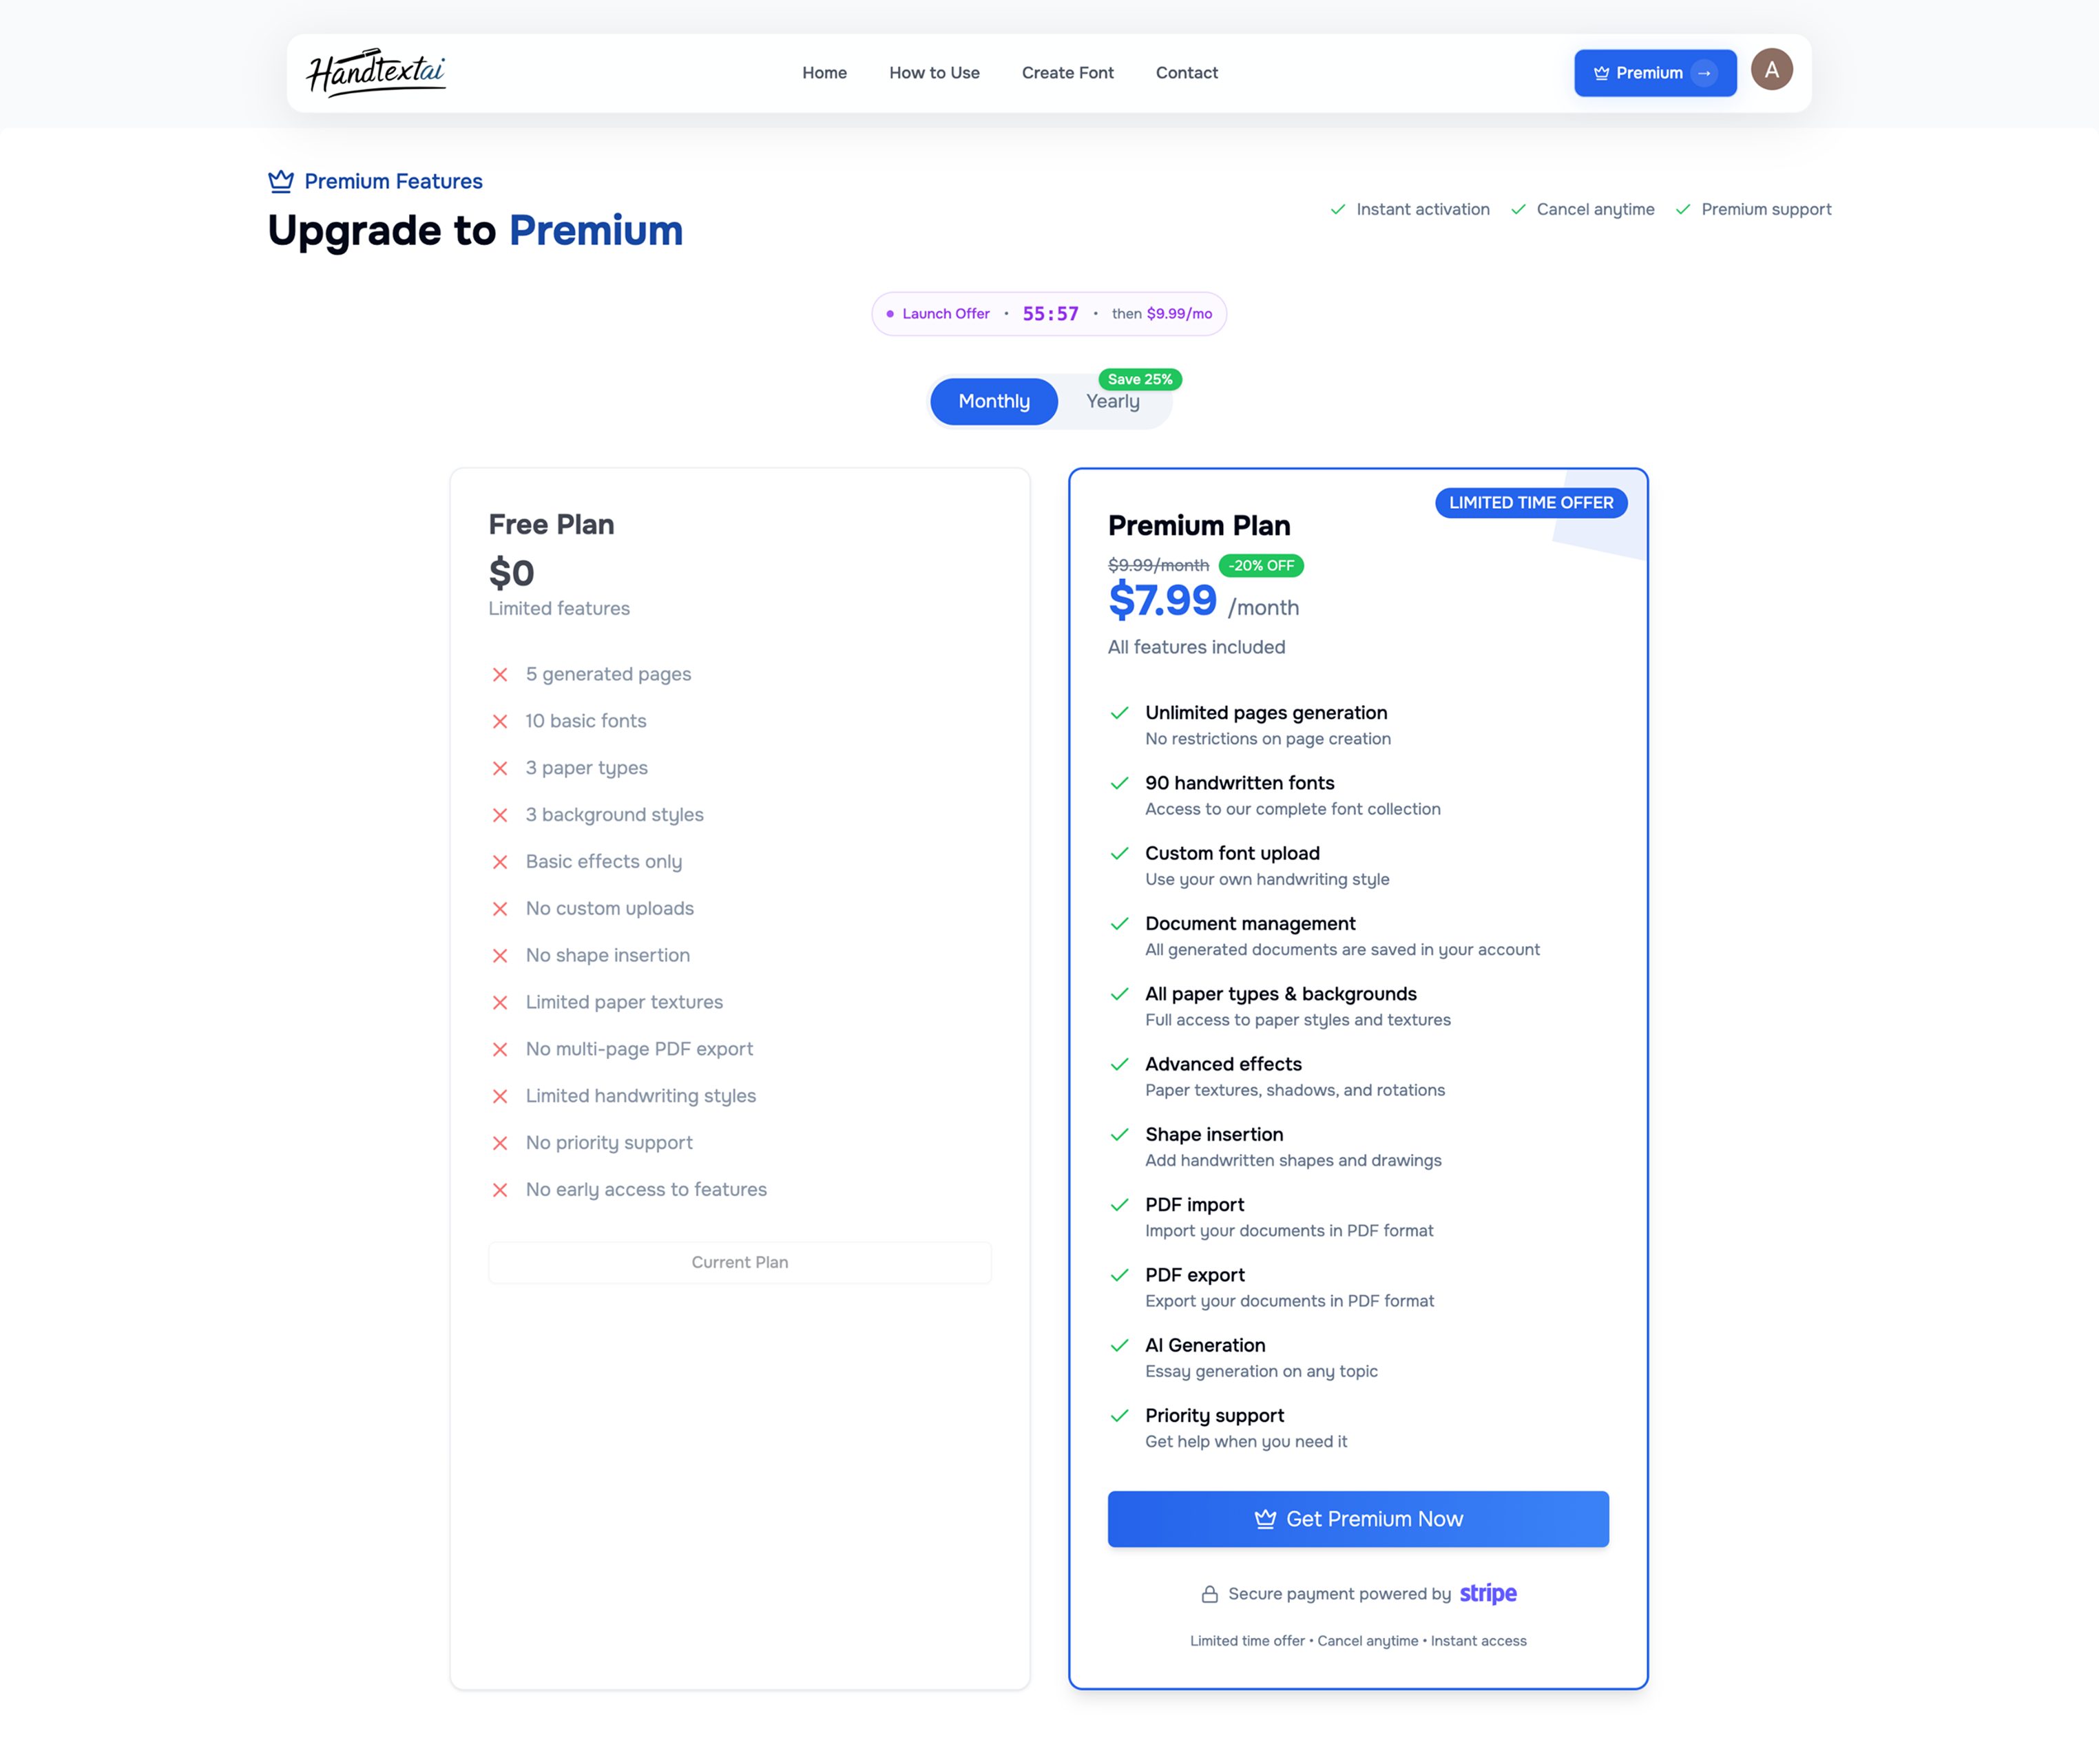 Handtextai
Home
How to Use
Create Font
Contact
Premium →
A
Premium Features
Upgrade to Premium
Instant activation
Cancel anytime
Premium support
Launch Offer • 55:57 • then $9.99/mo
Save 25%
Monthly
Yearly
Free Plan
$0
Limited features
5 generated pages
10 basic fonts
3 paper types
3 background styles
Basic effects only
No custom uploads
No shape insertion
Limited paper textures
No multi-page PDF export
Limited handwriting styles
No priority support
No early access to features
Current Plan
LIMITED TIME OFFER
Premium Plan
$9.99/month -20% OFF
$7.99 /month
All features included
Unlimited pages generation
No restrictions on page creation
90 handwritten fonts
Access to our complete font collection
Custom font upload
Use your own handwriting style
Document management
All generated documents are saved in your account
All paper types & backgrounds
Full access to paper styles and textures
Advanced effects
Paper textures, shadows, and rotations
Shape insertion
Add handwritten shapes and drawings
PDF import
Import your documents in PDF format
PDF export
Export your documents in PDF format
AI Generation
Essay generation on any topic
Priority support
Get help when you need it
Get Premium Now
Secure payment powered by stripe
Limited time offer • Cancel anytime • Instant access